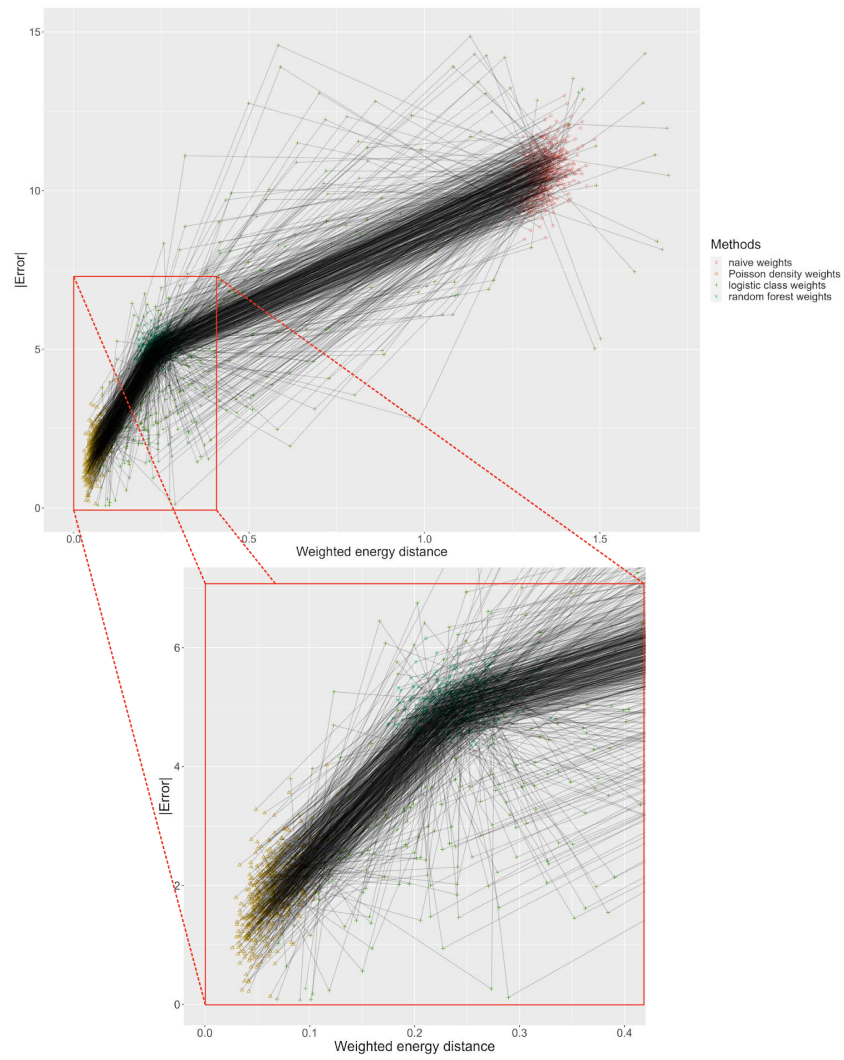 15
10
5
0
|Error|
0.0
0.5
1.0
1.5
Weighted energy distance
Methods
naive weights
Poisson density weights
logistic class weights
random forest weights
6
4
2
0
|Error|
0.0
0.1
0.2
0.3
0.4
Weighted energy distance